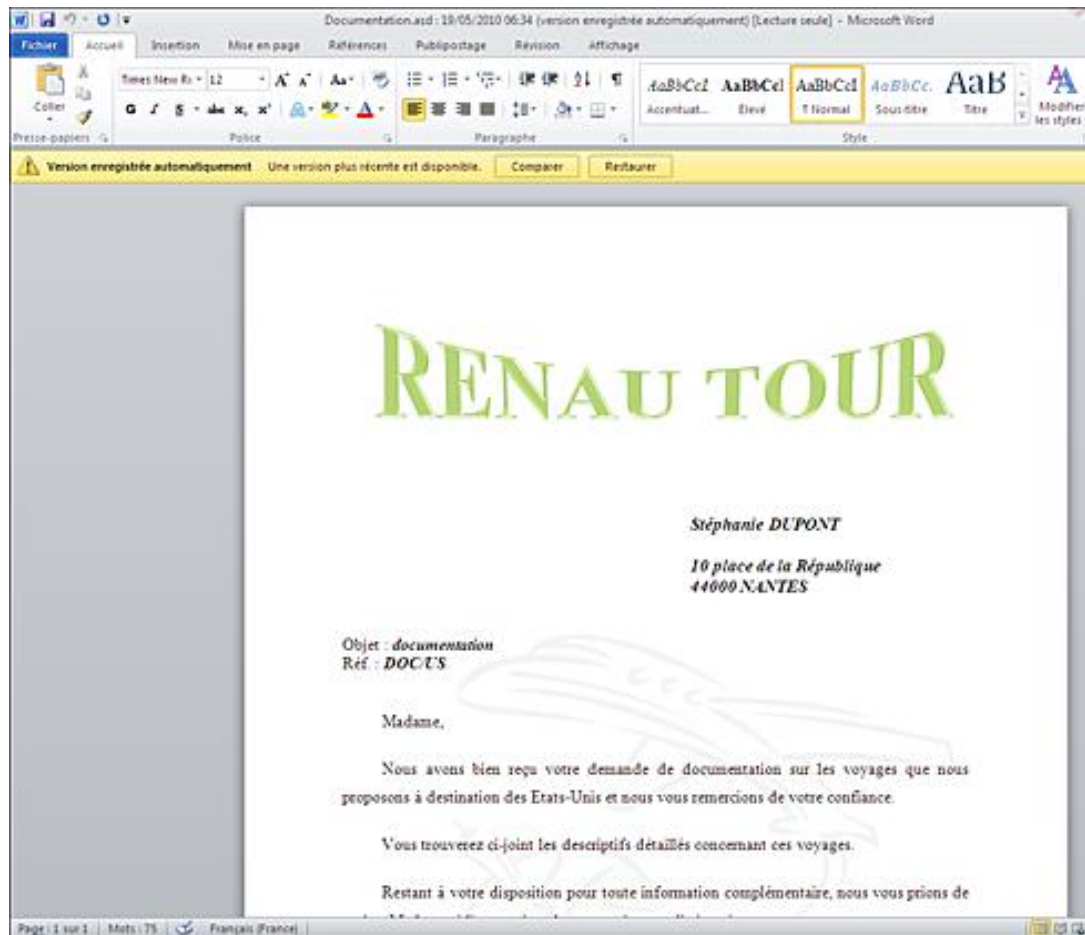 Documentation.asd : 19/05/2010 06:34 (version enregistrée automatiquement) [Lecture seule] - Microsoft Word
Fichier Accueil Insertion Mise en page Références Publipostage Révision Affichage
Times New R 12 Aa
Coller G I S abc x, x² A
AaBbCcI AaBbCcI AaBbCcI AaBbCc. AaB
Accentuat... Élevé ¶ Normal Sous-titre Titre Modifier les styles
Presse-papiers Police Paragraphe Style
Version enregistrée automatiquement Une version plus récente est disponible. Comparer Restaurer
RENAU TOUR
Stéphanie DUPONT
10 place de la République
44000 NANTES
Objet : documentation
Réf. : DOC/US
Madame,
Nous avons bien reçu votre demande de documentation sur les voyages que nous
proposons à destination des Etats-Unis et nous vous remercions de votre confiance.
Vous trouverez ci-joint les descriptifs détaillés concernant ces voyages.
Restant à votre disposition pour toute information complémentaire, nous vous prions de
Page : 1 sur 1 Mots : 75 Français (France)